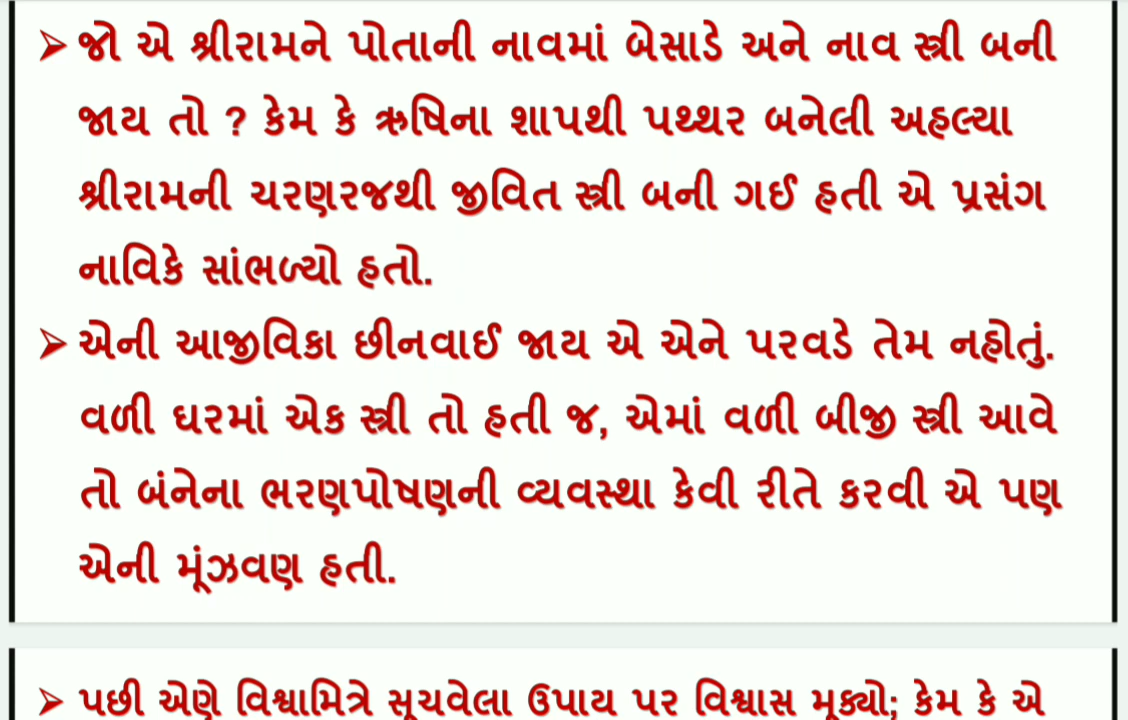 ➢ જો એ શ્રીરામને પોતાની નાવમાં બેસાડે અને નાવ સ્ત્રી બની
જાય તો ? કેમ કે ઋષિના શાપથી પથ્થર બનેલી અહલ્યા
શ્રીરામની ચરણરજથી જીવિત સ્ત્રી બની ગઈ હતી એ પ્રસંગ
નાવિકે સાંભળ્યો હતો.
➢ એની આજીવિકા છીનવાઈ જાય એ એને પરવડે તેમ નહોતું.
વળી ઘરમાં એક સ્ત્રી તો હતી જ, એમાં વળી બીજી સ્ત્રી આવે
તો બંનેના ભરણપોષણની વ્યવસ્થા કેવી રીતે કરવી એ પણ
એની મૂંઝવણ હતી.
➢ પછી એણે વિશ્વામિત્રે સૂચવેલા ઉપાય પર વિશ્વાસ મૂક્યો; કેમ કે એ